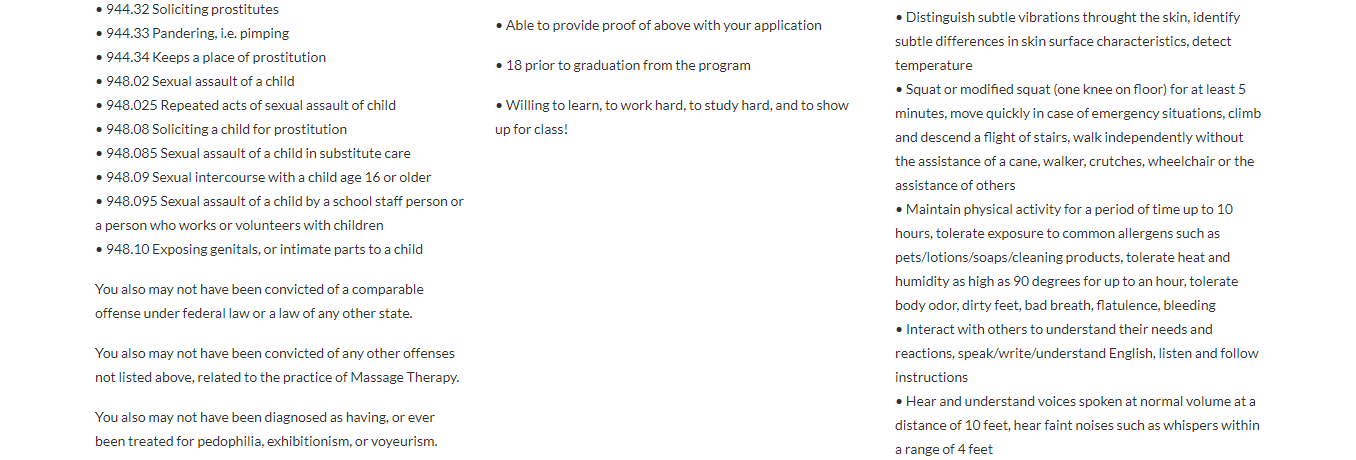 • 944.32 Soliciting prostitutes
• 944.33 Pandering, i.e. pimping
• 944.34 Keeps a place of prostitution
• 948.02 Sexual assault of a child
• 948.025 Repeated acts of sexual assault of child
• 948.08 Soliciting a child for prostitution
• 948.085 Sexual assault of a child in substitute care
• 948.09 Sexual intercourse with a child age 16 or older
• 948.095 Sexual assault of a child by a school staff person or
a person who works or volunteers with children
• 948.10 Exposing genitals, or intimate parts to a child
You also may not have been convicted of a comparable
offense under federal law or a law of any other state.
You also may not have been convicted of any other offenses
not listed above, related to the practice of Massage Therapy.
You also may not have been diagnosed as having, or ever
been treated for pedophilia, exhibitionism, or voyeurism.
• Able to provide proof of above with your application
• 18 prior to graduation from the program
• Willing to learn, to work hard, to study hard, and to show
up for class!
• Distinguish subtle vibrations throught the skin, identify
subtle differences in skin surface characteristics, detect
temperature
• Squat or modified squat (one knee on floor) for at least 5
minutes, move quickly in case of emergency situations, climb
and descend a flight of stairs, walk independently without
the assistance of a cane, walker, crutches, wheelchair or the
assistance of others
• Maintain physical activity for a period of time up to 10
hours, tolerate exposure to common allergens such as
pets/lotions/soaps/cleaning products, tolerate heat and
humidity as high as 90 degrees for up to an hour, tolerate
body odor, dirty feet, bad breath, flatulence, bleeding
• Interact with others to understand their needs and
reactions, speak/write/understand English, listen and follow
instructions
• Hear and understand voices spoken at normal volume at a
distance of 10 feet, hear faint noises such as whispers within
a range of 4 feet